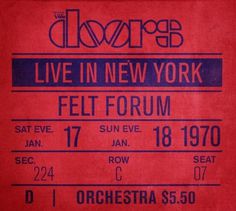 THE
doors
LIVE IN NEW YORK
FELT FORUM
SAT EVE. 17 SUN EVE. 18 1970
JAN. JAN.
SEC. ROW SEAT
224 C 07
D | ORCHESTRA $5.50